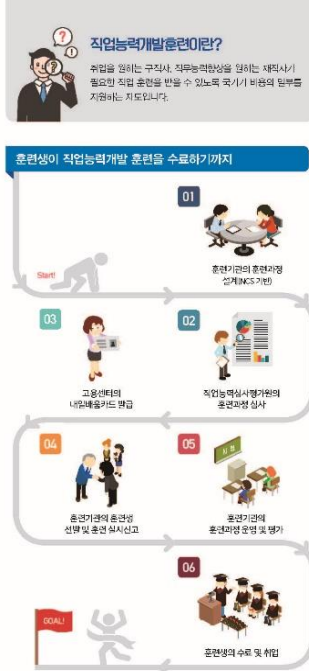 직업능력개발훈련이란?
취업을 원하는 구직자, 직무능력향상을 원하는 재직자가
필요한 직업 훈련을 받을 수 있도록 국가가 비용의 일부를
지원하는 제도입니다.
훈련생이 직업능력개발 훈련을 수료하기까지
Start!
01
훈련기관의 훈련과정
설계(NCS 기반)
02
직업능력심사평가원의
훈련과정 심사
03
고용센터의
내일배움카드 발급
04
훈련기관의 훈련생
선발 및 훈련 실시신고
05
훈련기관의
훈련과정 운영 및 평가
06
훈련생의 수료 및 취업
GOAL!